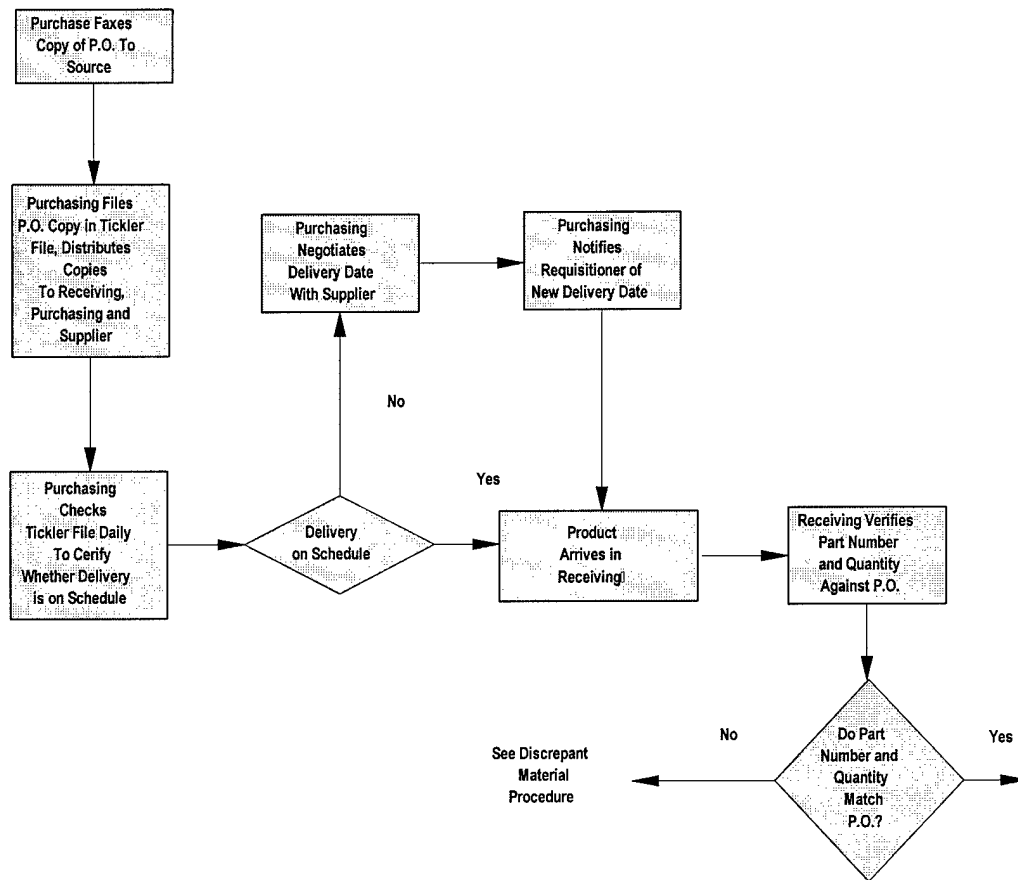 Purchase Faxes
Copy of P.O. To
Source
Purchasing Files
P.O. Copy in Tickler
File, Distributes
Copies
To Receiving,
Purchasing and
Supplier
Purchasing
Negotiates
Delivery Date
With Supplier
Purchasing
Notifies
Requisitioner of
New Delivery Date
No
Yes
Purchasing
Checks
Tickler File Daily
To Cerify
Whether Delivery
is on Schedule
Delivery
on Schedule
Product
Arrives in
Receiving
Receiving Verifies
Part Number
and Quantity
Against P.O.
No
Yes
See Discrepant
Material
Procedure
Do Part
Number and
Quantity
Match
P.O.?